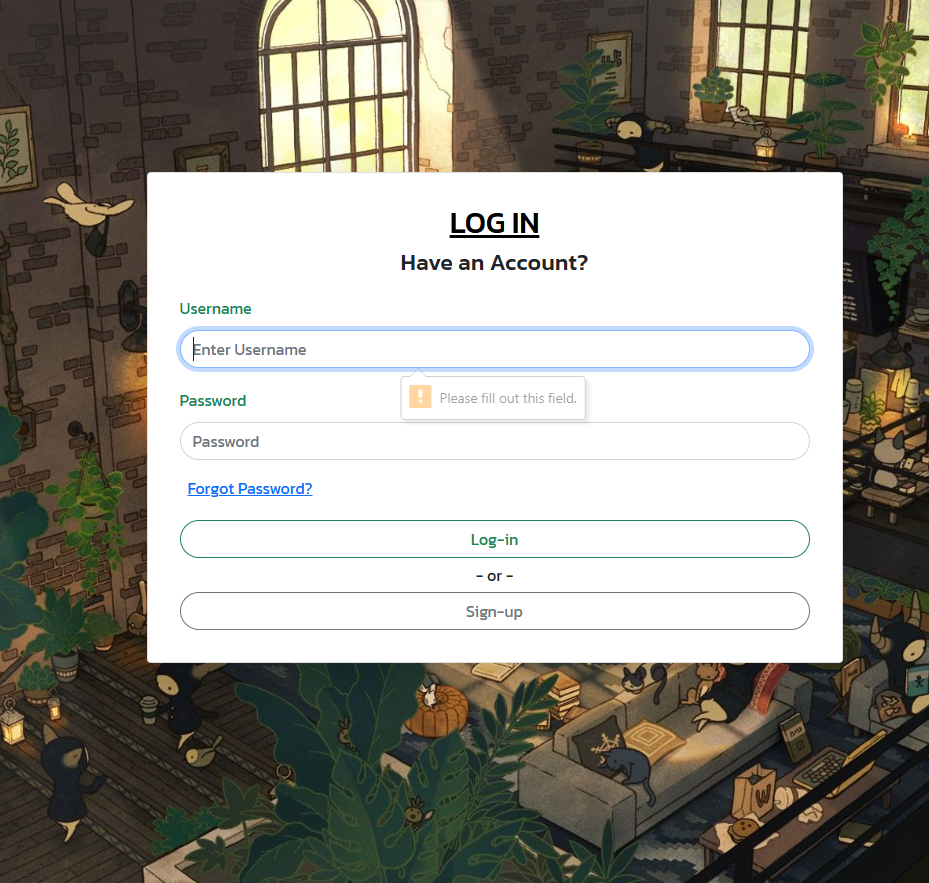 LOG IN
Have an Account?
Username
Enter Username
Please fill out this field.
Password
Password
Forgot Password?
Log-in
- or -
Sign-up
W